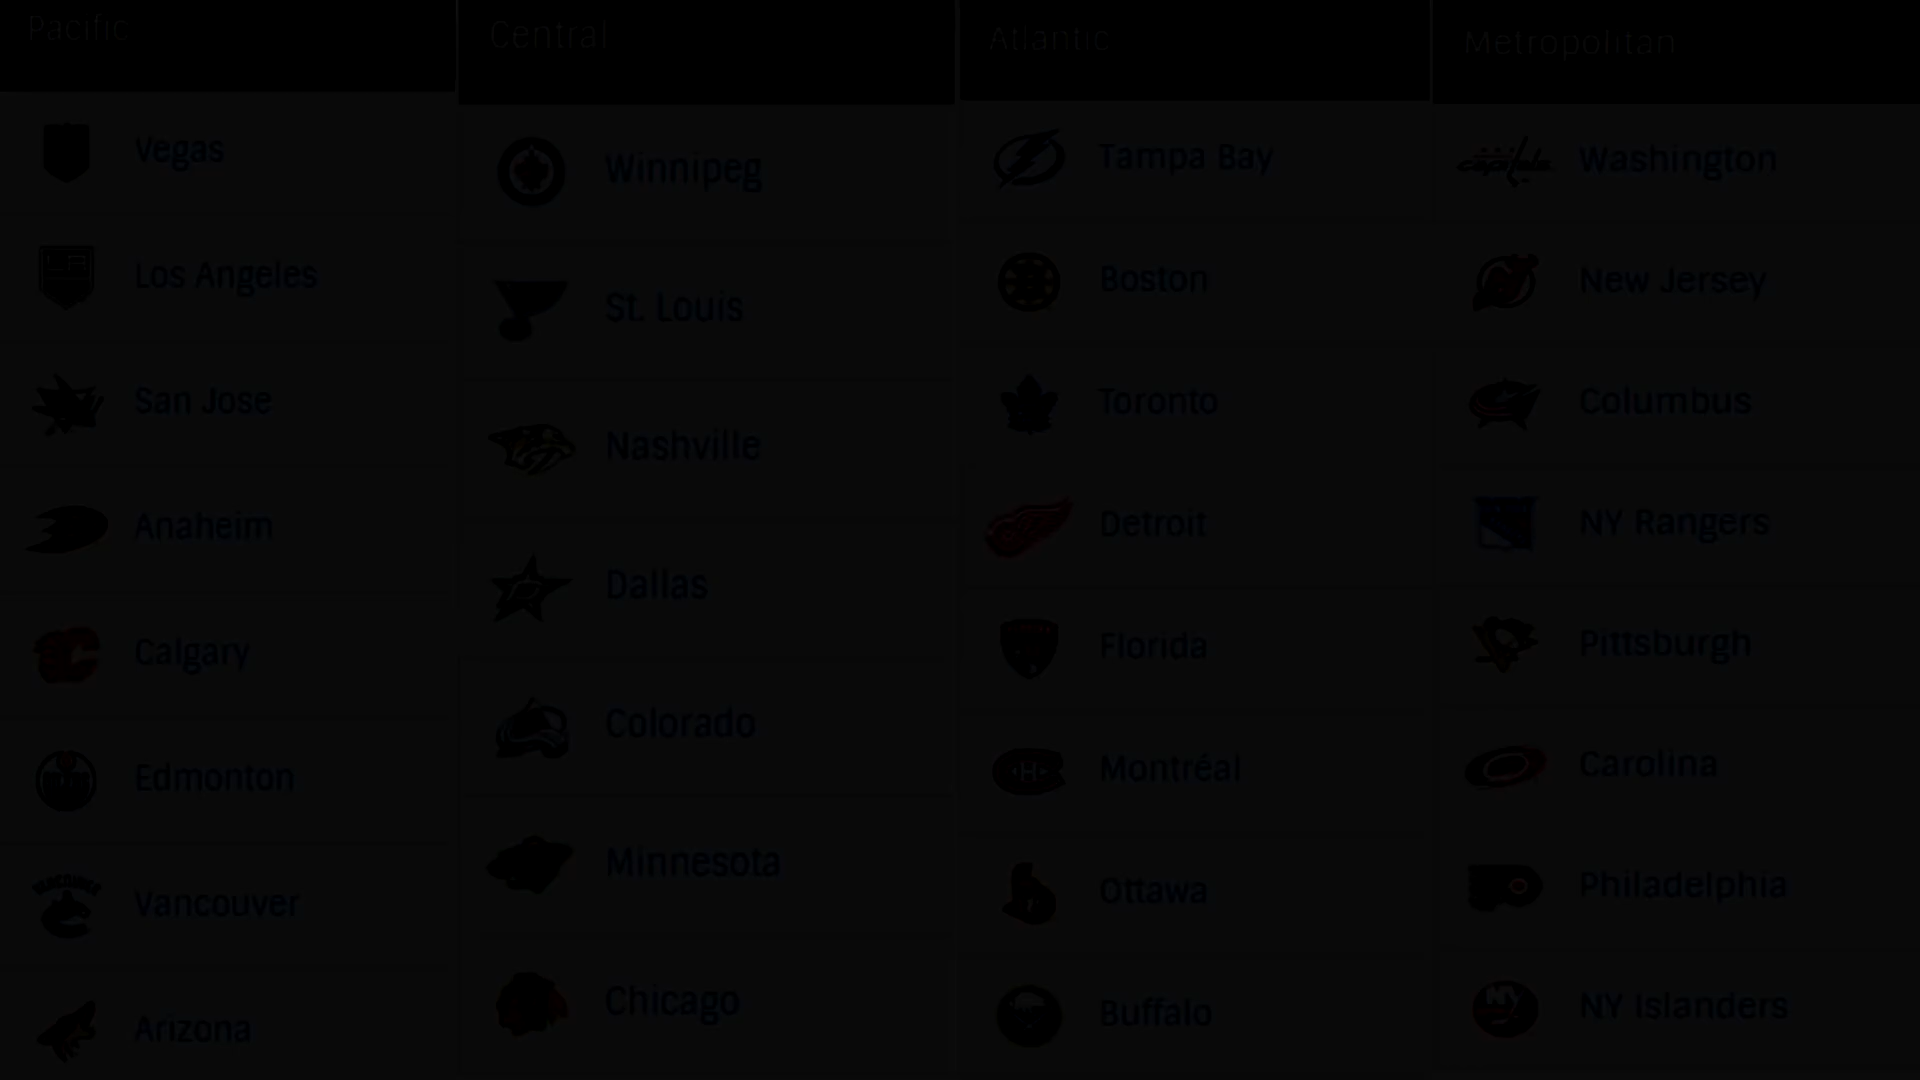 Pacific
Vegas
Los Angeles
San Jose
Anaheim
Calgary
Edmonton
Vancouver
Arizona
Central
Winnipeg
St. Louis
Nashville
Dallas
Colorado
Minnesota
Chicago
Atlantic
Tampa Bay
Boston
Toronto
Detroit
Florida
Montréal
Ottawa
Buffalo
Metropolitan
capitals
Washington
New Jersey
Columbus
NY Rangers
Pittsburgh
Carolina
Philadelphia
NY Islanders